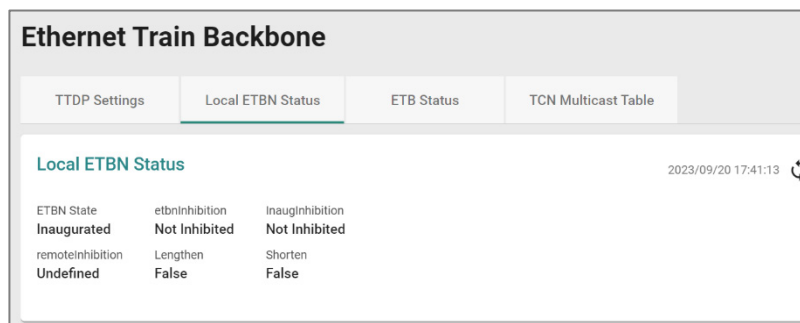 Ethernet Train Backbone
TTDP Settings Local ETBN Status ETB Status TCN Multicast Table
Local ETBN Status 2023/09/20 17:41:13
ETBN State etbnInhibition InaugInhibition
Inaugurated Not Inhibited Not Inhibited
remoteInhibition Lengthen Shorten
Undefined False False